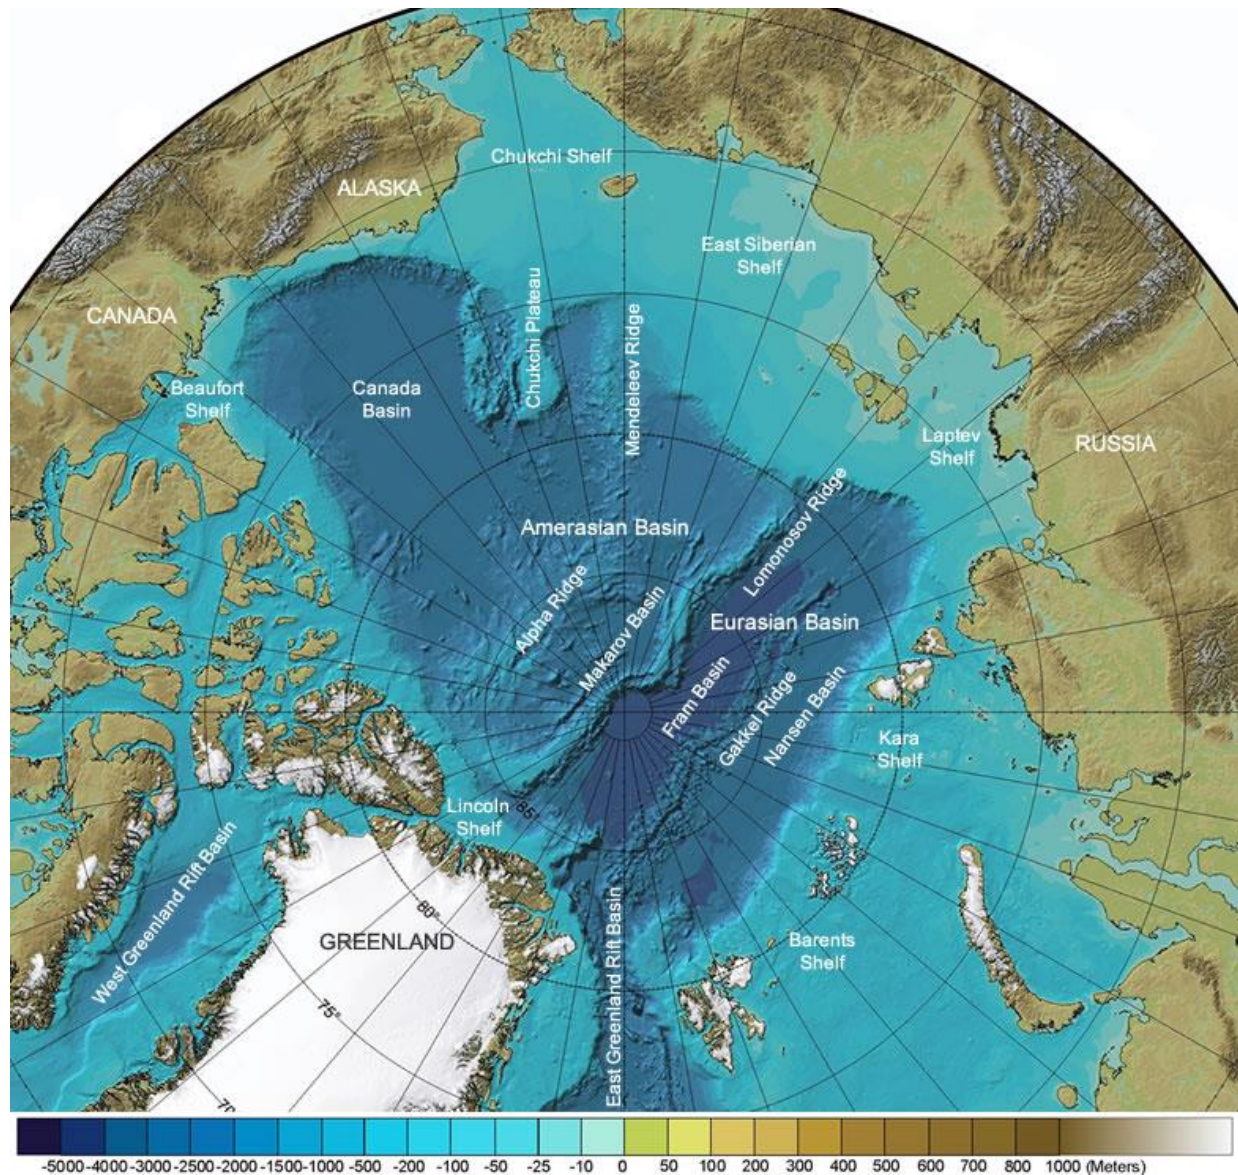 Chukchi Shelf
ALASKA
East Siberian
Shelf
CANADA
Chukchi Plateau
Mendeleev Ridge
Beaufort
Shelf
Canada
Basin
Laptev
Shelf
RUSSIA
Amerasian Basin
Lomonosov Ridge
Alpha Ridge
Makarov Basin
Eurasian Basin
Fram Basin
Gakkel Ridge
Nansen Basin
Kara
Shelf
Lincoln
Shelf
85°
West Greenland Rift Basin
80°
GREENLAND
East Greenland Rift Basin
Barents
Shelf
75°
70
-5000 -4000 -3000 -2500 -2000 -1500 -1000 -500 -200 -100 -50 -25 -10 0 50 100 200 300 400 500 600 700 800 1000 (Meters)